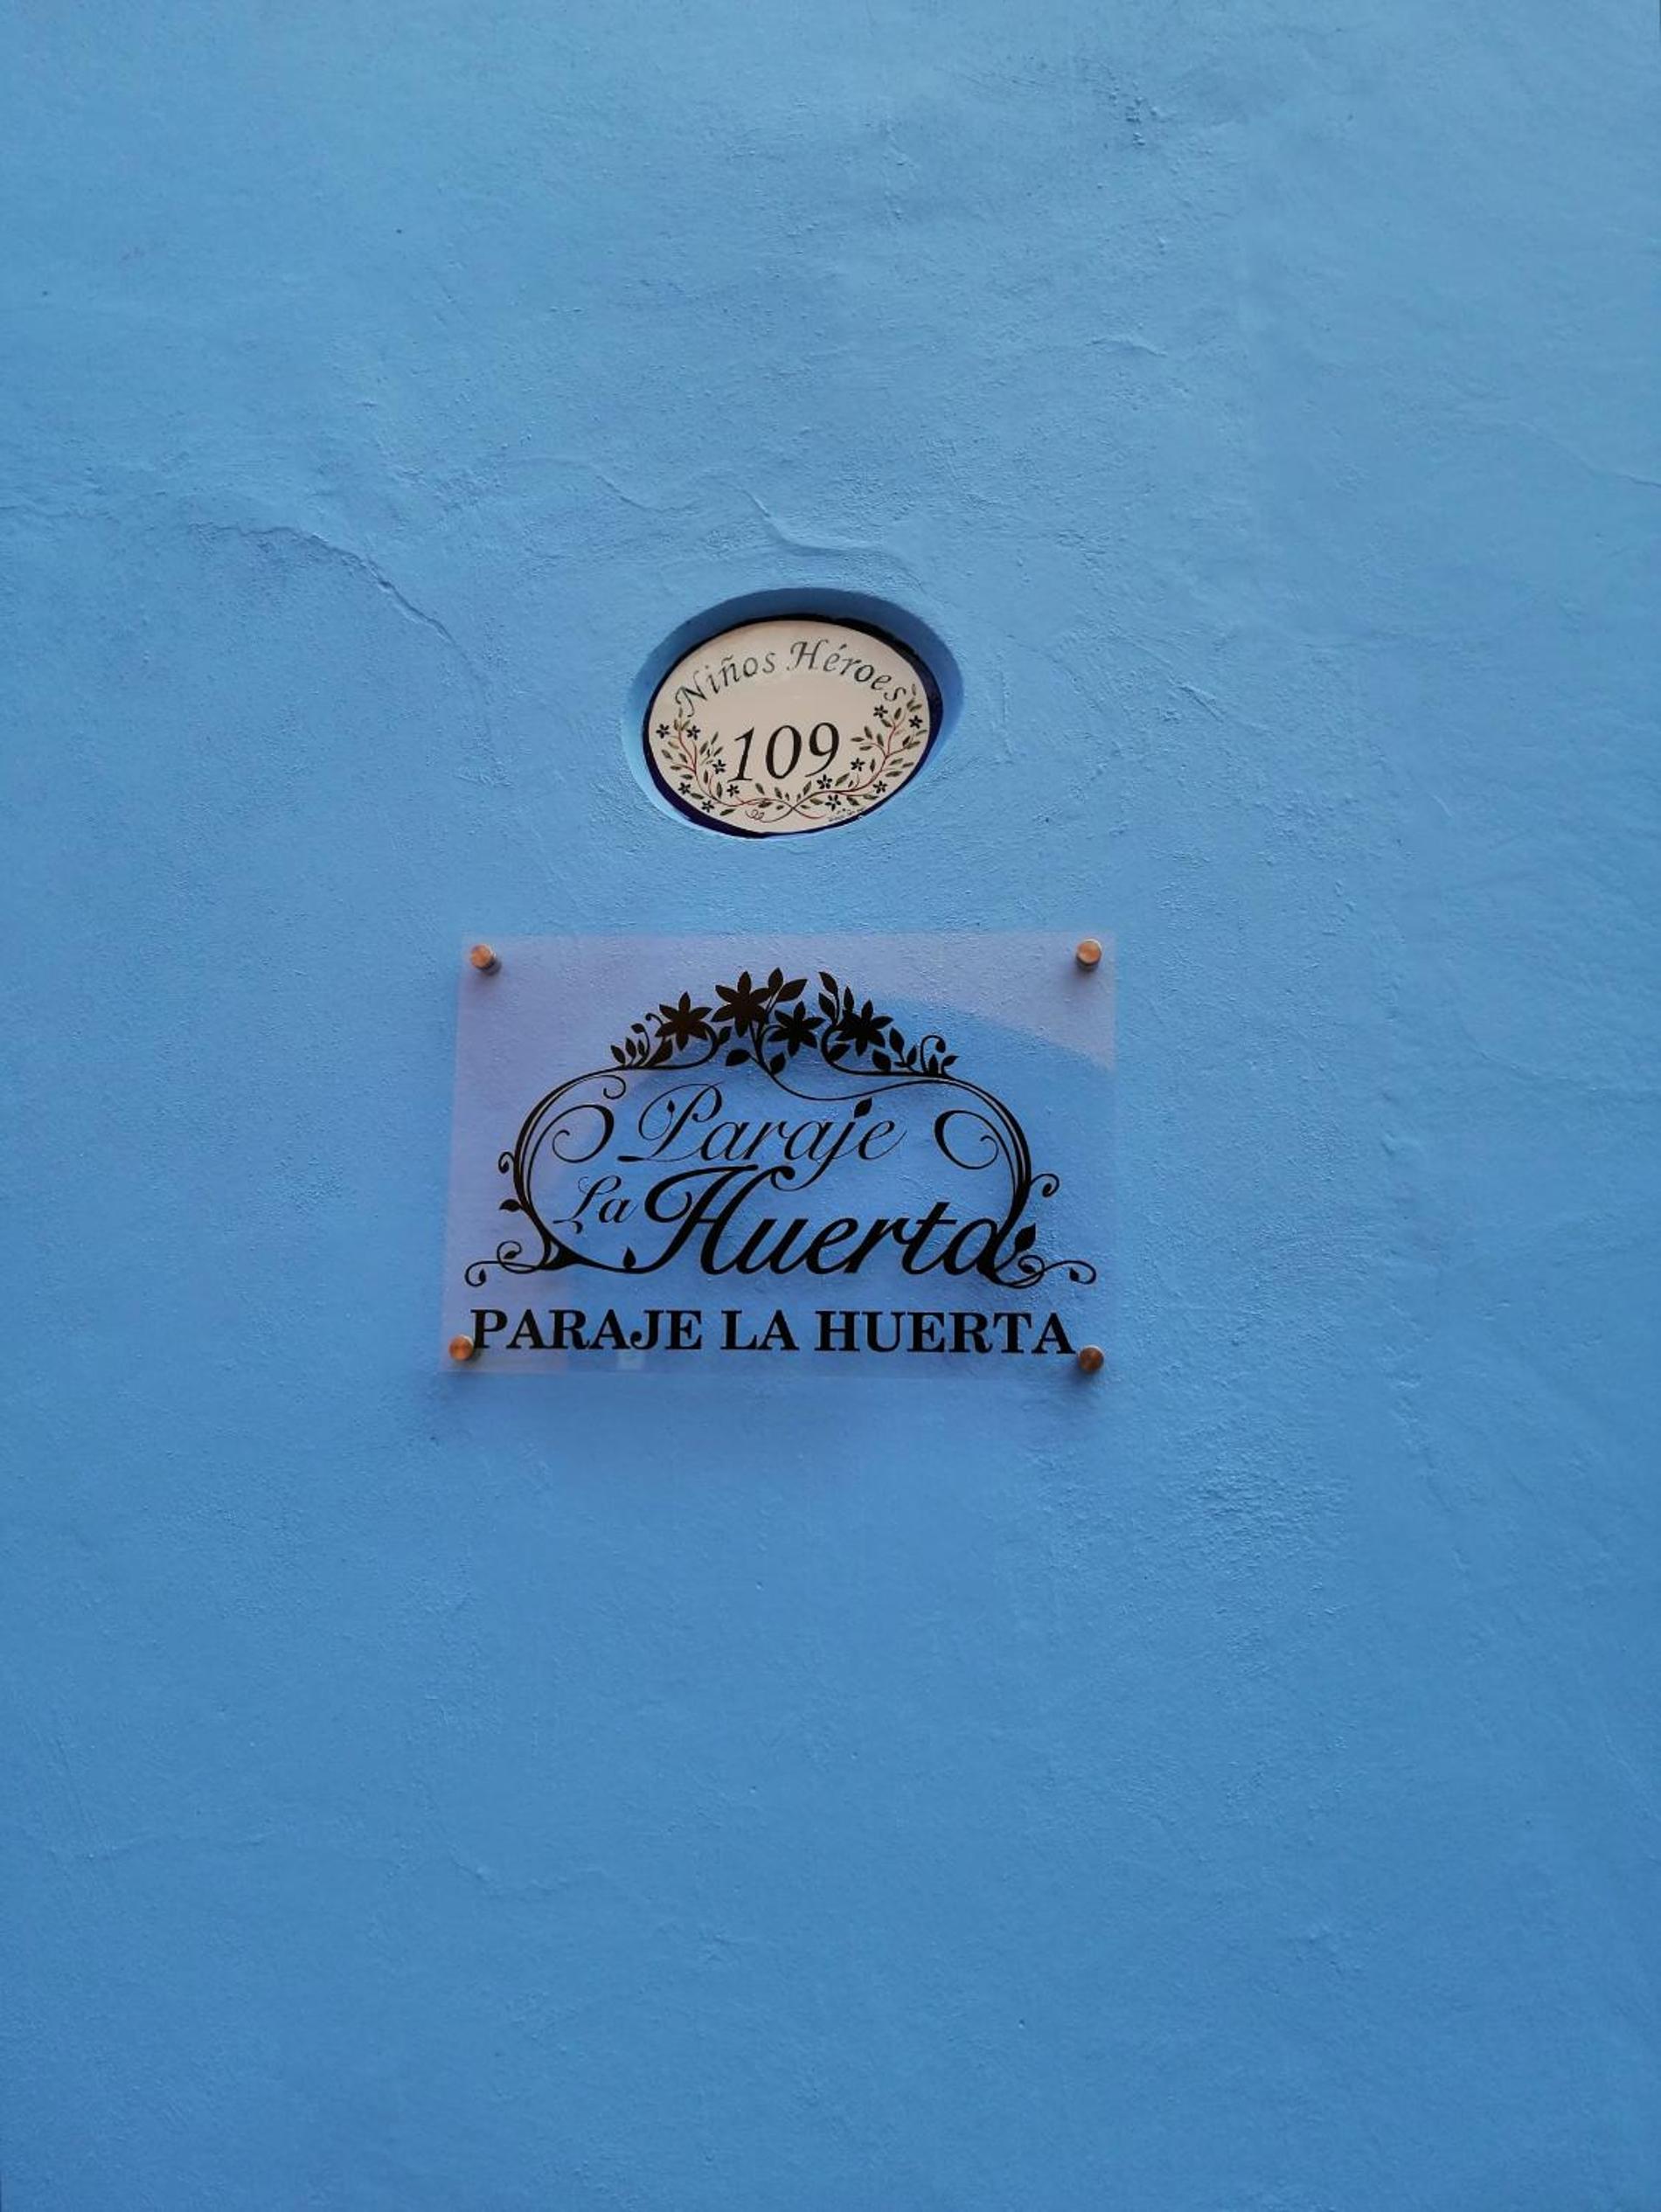 Niños Héroes
109
Paraje
La Huerta
PARAJE LA HUERTA